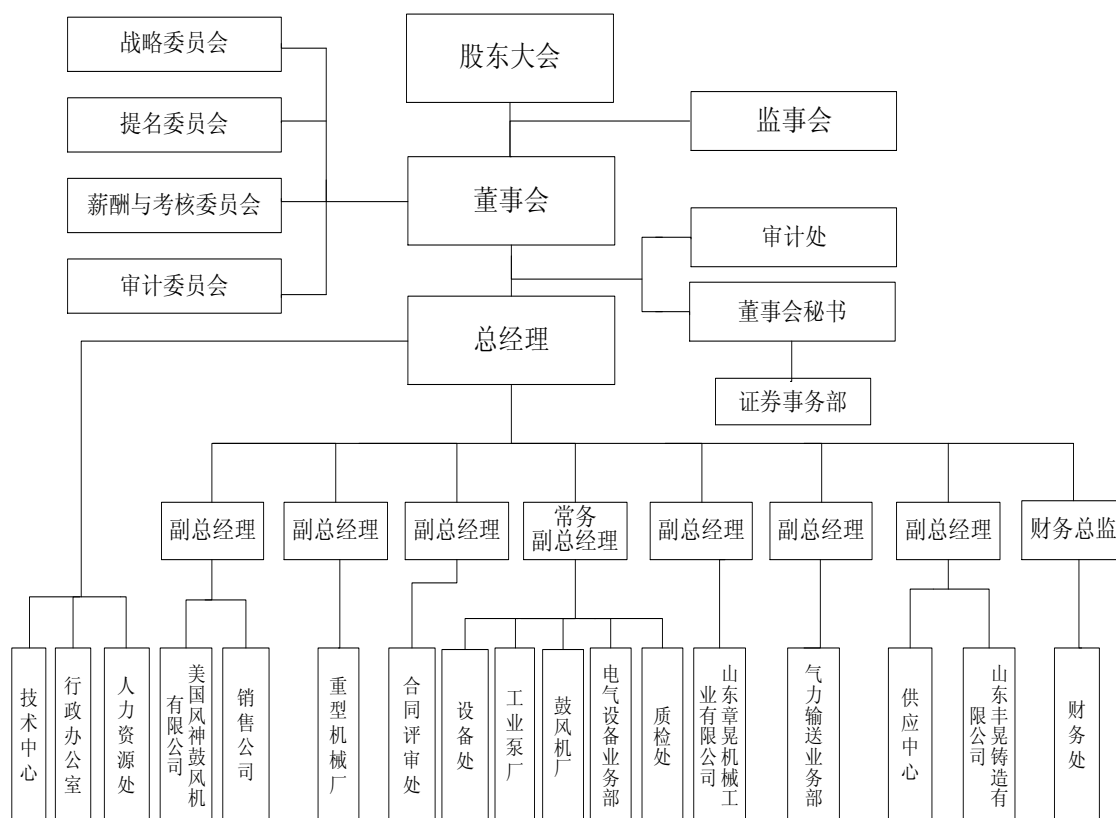 战略委员会
股东大会
提名委员会
监事会
薪酬与考核委员会
董事会
审计处
审计委员会
董事会秘书
总经理
证券事务部
副总经理
副总经理
副总经理
常务
副总经理
副总经理
副总经理
副总经理
财务总监
技术中心
行政办公室
人力资源处
美国风神鼓风机
有限公司
销售公司
重型机械厂
合同评审处
设备处
工业泵厂
鼓风机厂
电气设备业务部
质检处
山东章晃机械工
业有限公司
气力输送业务部
供应中心
山东丰晃铸造有
限公司
财务处